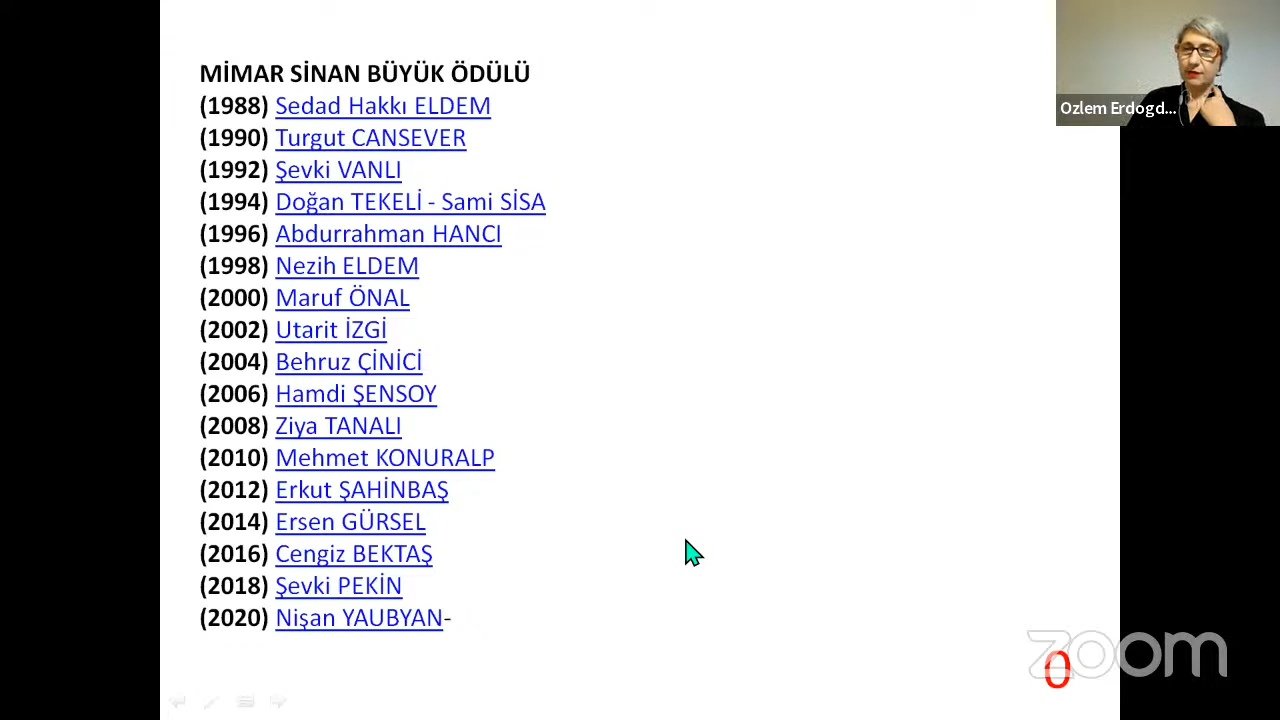 MİMAR SİNAN BÜYÜK ÖDÜLÜ
(1988) Sedad Hakkı ELDEM
(1990) Turgut CANSEVER
(1992) Şevki VANLI
(1994) Doğan TEKELİ - Sami SİSA
(1996) Abdurrahman HANCI
(1998) Nezih ELDEM
(2000) Maruf ÖNAL
(2002) Utarit İZGİ
(2004) Behruz ÇİNİCİ
(2006) Hamdi ŞENSOY
(2008) Ziya TANALI
(2010) Mehmet KONURALP
(2012) Erkut ŞAHİNBAŞ
(2014) Ersen GÜRSEL
(2016) Cengiz BEKTAŞ
(2018) Şevki PEKİN
(2020) Nişan YAUBYAN-
Ozlem Erdogd...
zoom
0